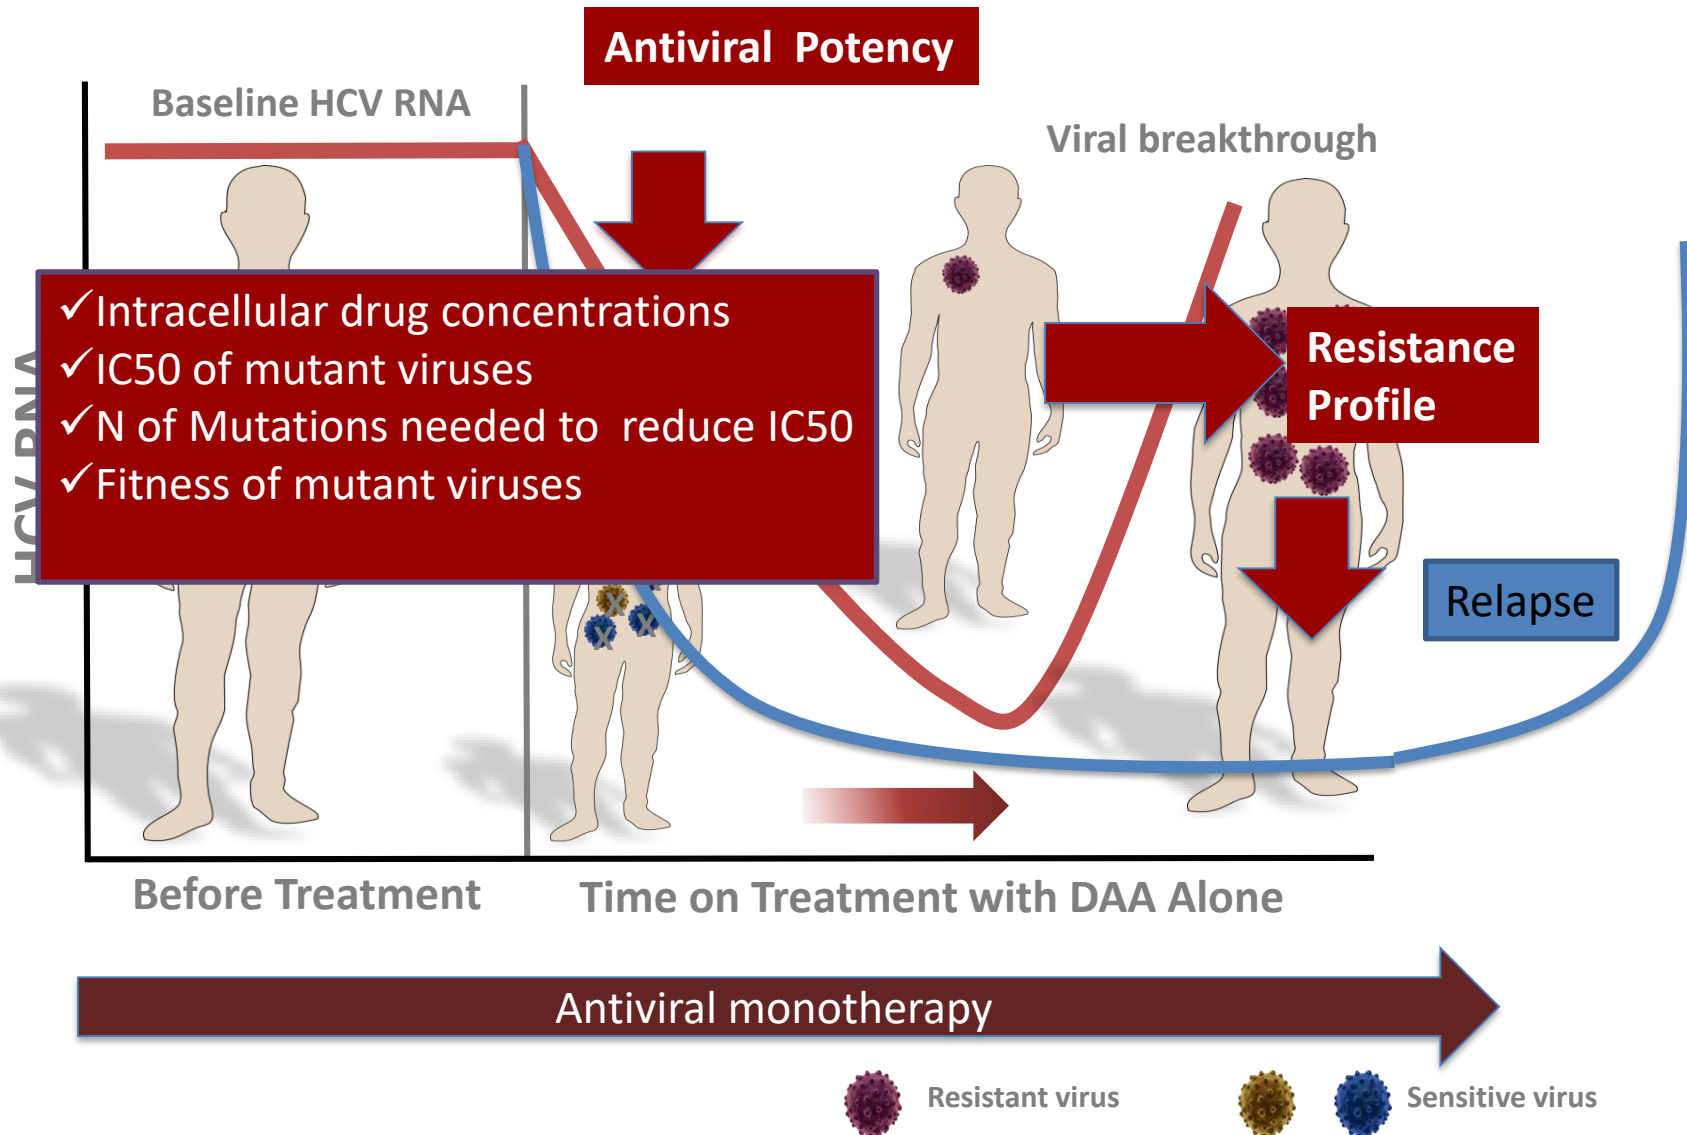 Antiviral  Potency
Baseline HCV RNA
Viral breakthrough
✓Intracellular drug concentrations
✓IC50 of mutant viruses
✓N of Mutations needed to  reduce IC50
✓Fitness of mutant viruses
HCV RNA
Resistance
Profile
Relapse
X
X
X
Before Treatment
Time on Treatment with DAA Alone
Antiviral monotherapy
Resistant virus
Sensitive virus